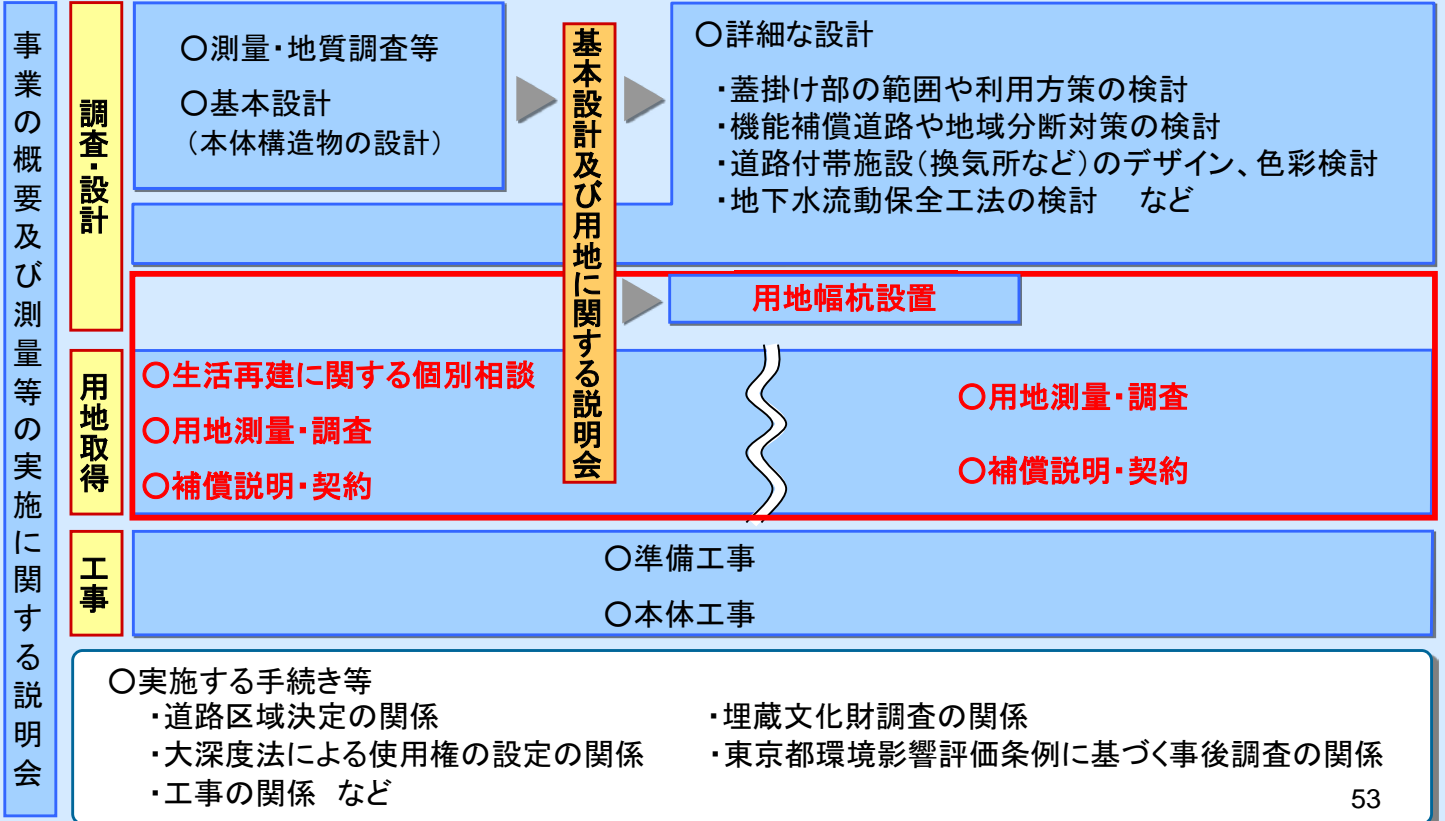 事業の概要及び測量等の実施に関する説明会
調査・設計
〇測量・地質調査等
〇基本設計
（本体構造物の設計）
基本設計及び用地に関する説明会
〇詳細な設計
・蓋掛け部の範囲や利用方策の検討
・機能補償道路や地域分断対策の検討
・道路付帯施設（換気所など）のデザイン、色彩検討
・地下水流動保全工法の検討　など
用地幅杭設置
用地取得
〇生活再建に関する個別相談
〇用地測量・調査
〇補償説明・契約
〇用地測量・調査
〇補償説明・契約
工事
〇準備工事
〇本体工事
〇実施する手続き等
・道路区域決定の関係
・大深度法による使用権の設定の関係
・工事の関係　など
・埋蔵文化財調査の関係
・東京都環境影響評価条例に基づく事後調査の関係
53